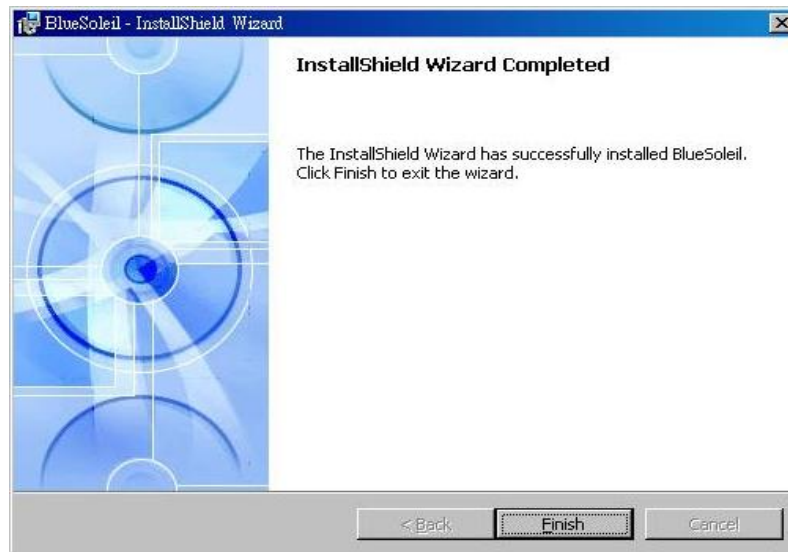 BlueSoleil - InstallShield Wizard
InstallShield Wizard Completed
The InstallShield Wizard has successfully installed BlueSoleil.
Click Finish to exit the wizard.
< Back Finish Cancel